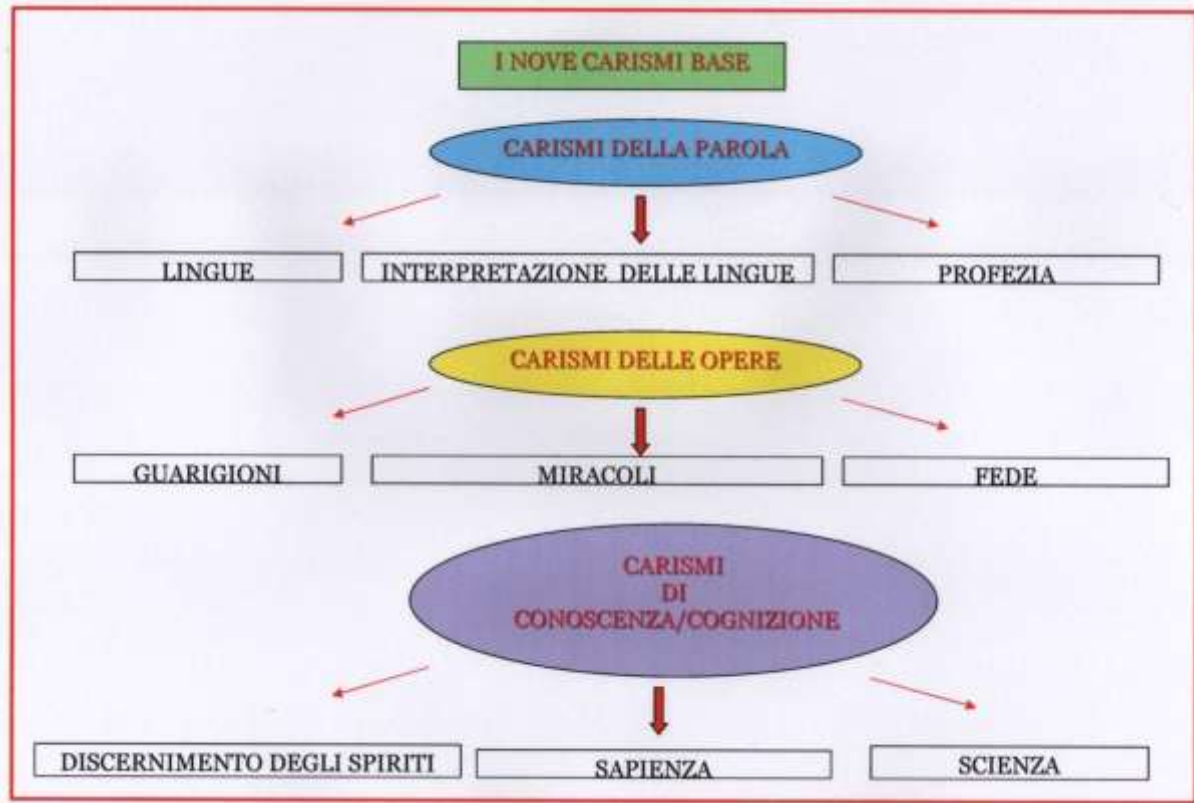 I NOVE CARISMI BASE
CARISMI DELLA PAROLA
LINGUE
INTERPRETAZIONE DELLE LINGUE
PROFEZIA
CARISMI DELLE OPERE
GUARIGIONI
MIRACOLI
FEDE
CARISMI
DI
CONOSCENZA/COGNIZIONE
DISCERNIMENTO DEGLI SPIRITI
SAPIENZA
SCIENZA